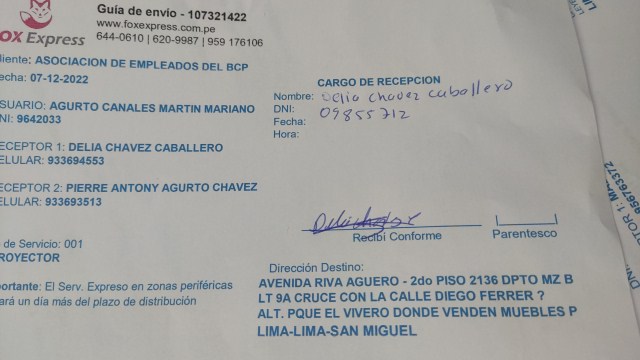 Guía de envío - 107321422
www.foxexpress.com.pe
644-0610 | 620-9987 | 959 176106
OX Express
liente: ASOCIACION DE EMPLEADOS DEL BCP
echa: 07-12-2022
SUARIO: AGURTO CANALES MARTIN MARIANO
NI: 9642033
ECEPTOR 1: DELIA CHAVEZ CABALLERO
ELULAR: 933694553
ECEPTOR 2: PIERRE ANTONY AGURTO CHAVEZ
ELULAR: 933693513
o de Servicio: 001
ROYECTOR
portante: El Serv. Expreso en zonas periféricas
ará un día más del plazo de distribución
CARGO DE RECEPCION
Nombre: Delia Chavez Caballero
DNI: 09855712
Fecha:
Hora:
Recibi Conforme
Parentesco
Dirección Destino:
AVENIDA RIVA AGUERO - 2do PISO 2136 DPTO MZ B
LT 9A CRUCE CON LA CALLE DIEGO FERRER ?
ALT. PQUE EL VIVERO DONDE VENDEN MUEBLES P
LIMA-LIMA-SAN MIGUEL